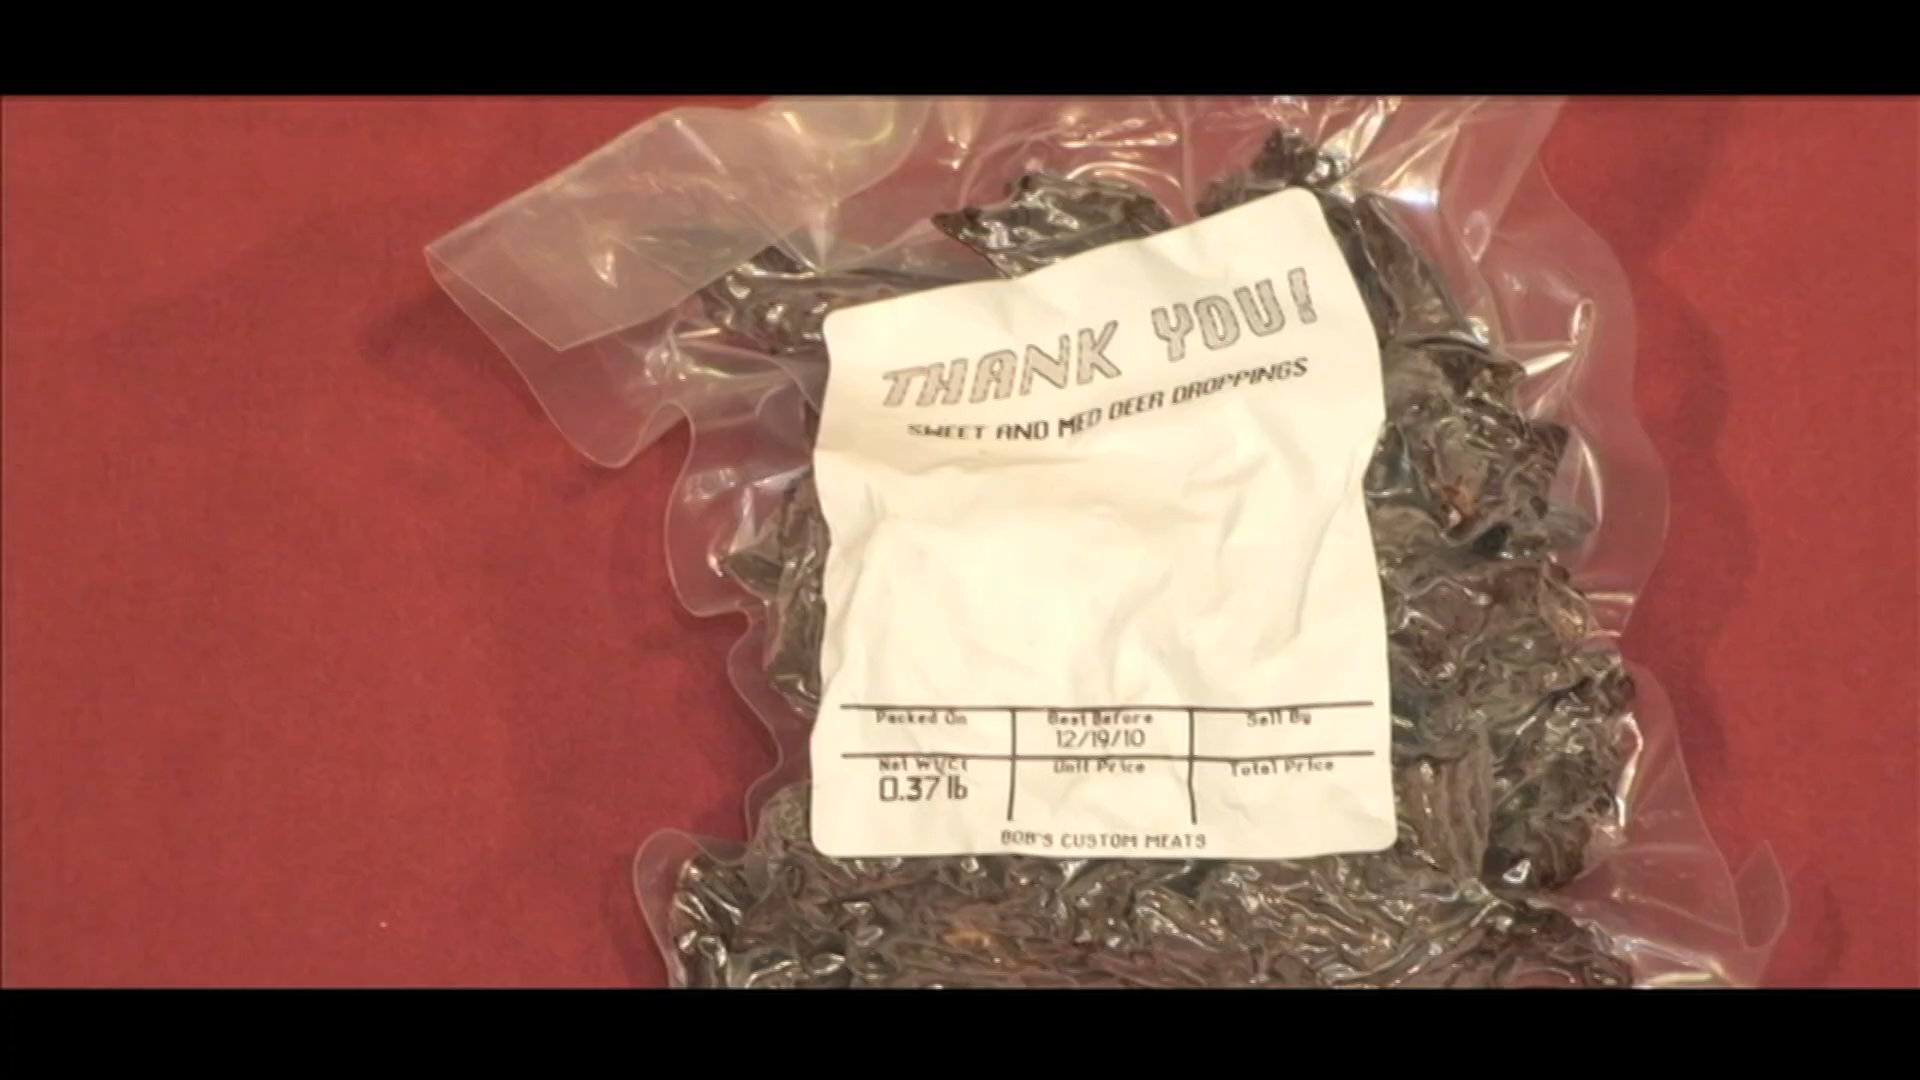 THANK YOU!
SWEET AND MED DEER DROPPINGS
Packed On Best Before Sell By
12/19/10
Net Wt/Ct Unit Price Total Price
0.37 lb
BOB'S CUSTOM MEATS